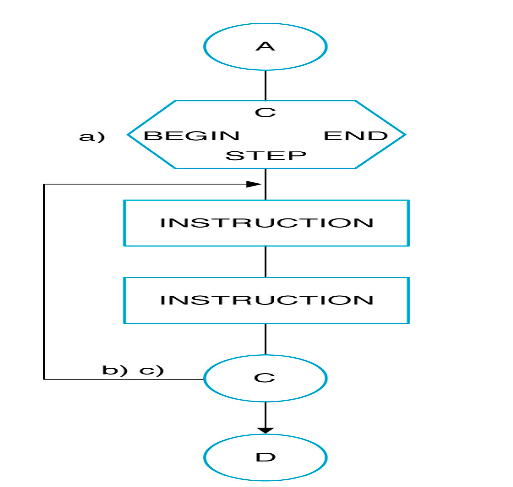 A
C
a) BEGIN END
STEP
INSTRUCTION
INSTRUCTION
b) c)
C
D